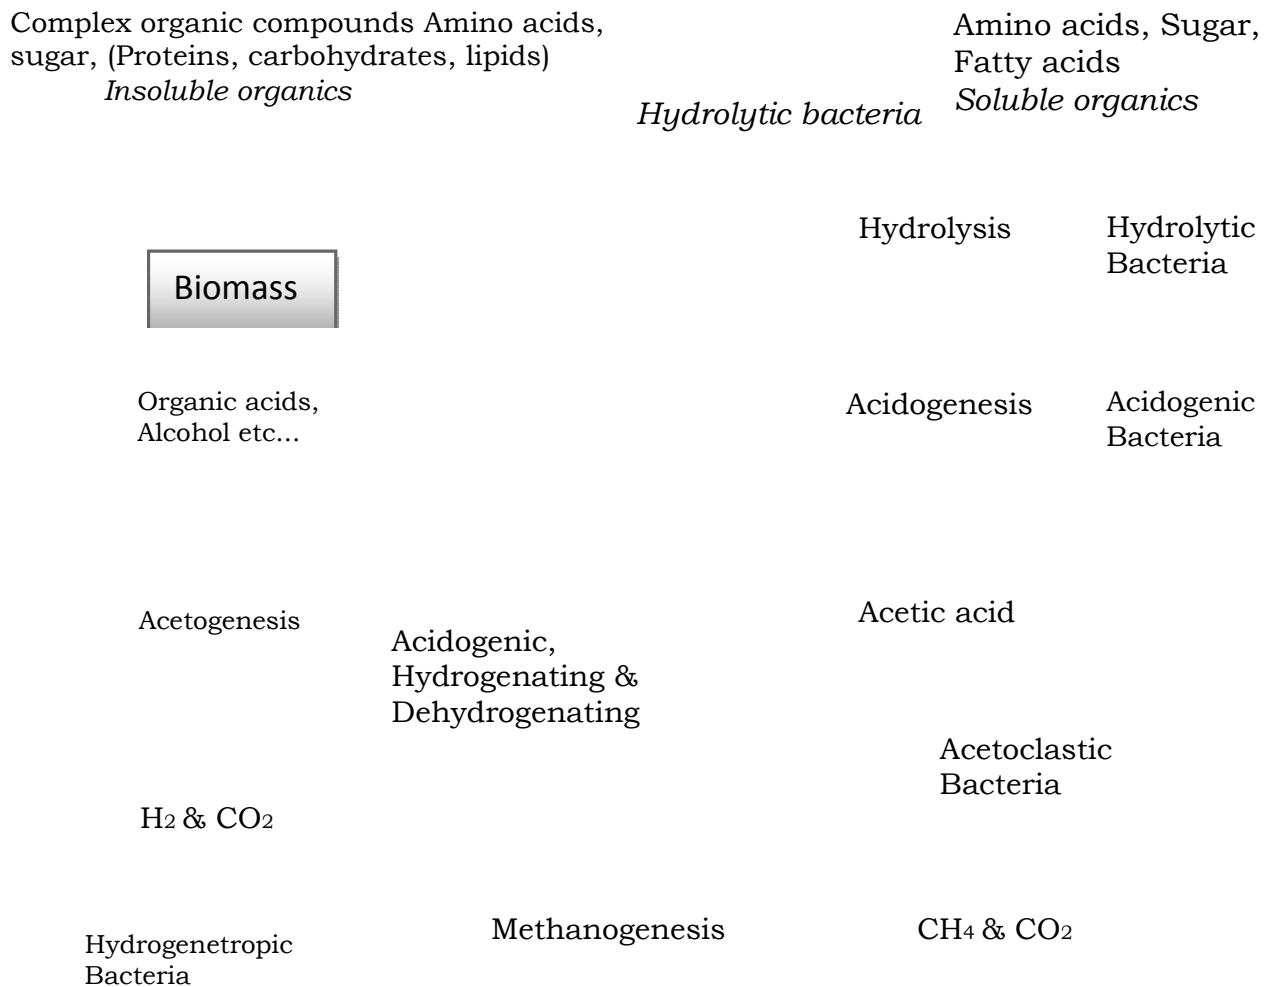 Complex organic compounds Amino acids,
sugar, (Proteins, carbohydrates, lipids)
Insoluble organics
Hydrolytic bacteria
Amino acids, Sugar,
Fatty acids
Soluble organics
Biomass
Hydrolysis
Hydrolytic
Bacteria
Organic acids,
Alcohol etc...
Acidogenesis
Acidogenic
Bacteria
Acetogenesis
Acidogenic,
Hydrogenating &
Dehydrogenating
Acetic acid
Acetoclastic
Bacteria
H2 & CO2
Hydrogenetropic
Bacteria
Methanogenesis
CH4 & CO2